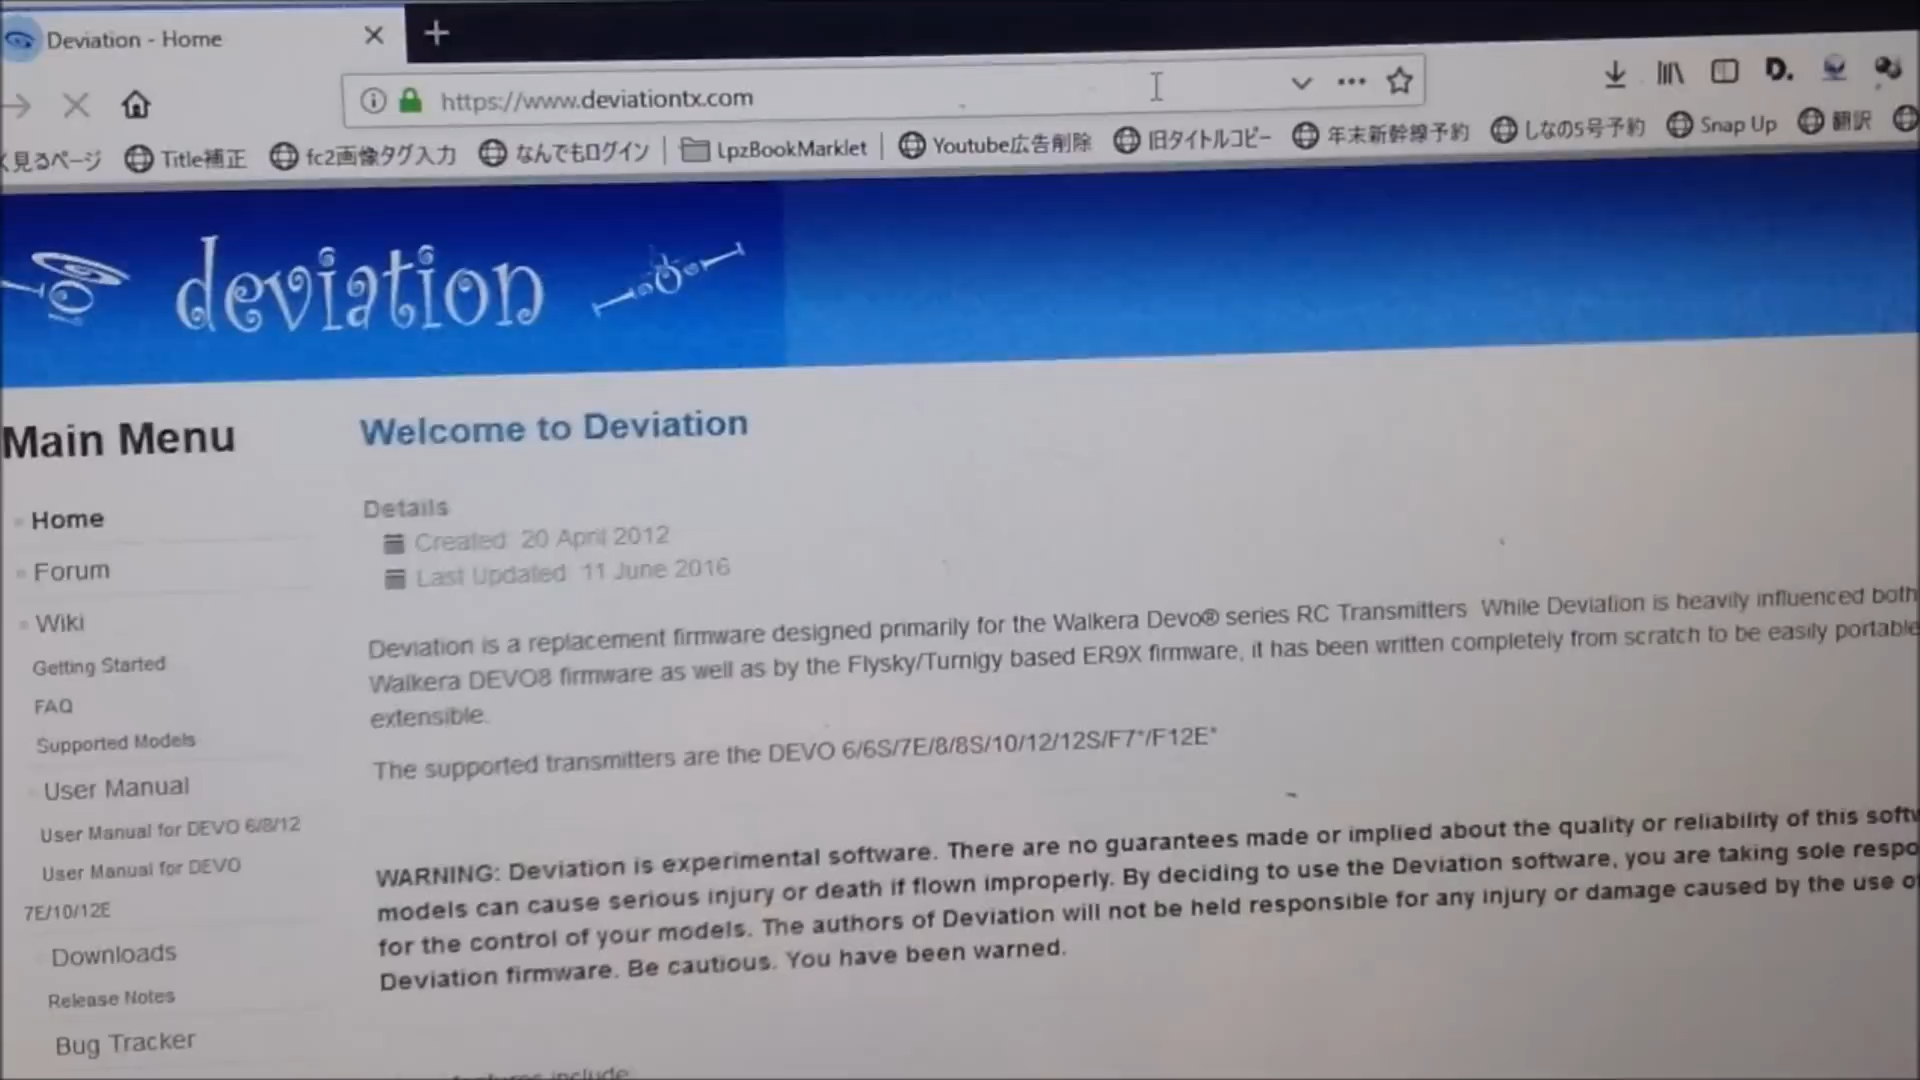 Deviation - Home
https://www.deviationtx.com
見るページ Title補正 fc2画像タグ入力 なんでもログイン LpzBookMarklet Youtube広告削除 旧タイトルコピー 年末新幹線予約 しなの5号予約 Snap Up 翻訳
deviation
Main Menu
Home
Forum
Wiki
Getting Started
FAQ
Supported Models
User Manual
User Manual for DEVO 6/8/12
User Manual for DEVO
7E/10/12E
Downloads
Release Notes
Bug Tracker
Welcome to Deviation
Details
Created: 20 April 2012
Last Updated: 11 June 2016
Deviation is a replacement firmware designed primarily for the Walkera Devo® series RC Transmitters While Deviation is heavily influenced both
Walkera DEVO8 firmware as well as by the Flysky/Turnigy based ER9X firmware, it has been written completely from scratch to be easily portable
extensible.
The supported transmitters are the DEVO 6/6S/7E/8/8S/10/12/12S/F7*/F12E*
WARNING: Deviation is experimental software. There are no guarantees made or implied about the quality or reliability of this
models can cause serious injury or death if flown improperly. By deciding to use the Deviation software, you are taking sole
for the control of your models. The authors of Deviation will not be held responsible for any injury or damage caused by the use
Deviation firmware. Be cautious. You have been warned.
include